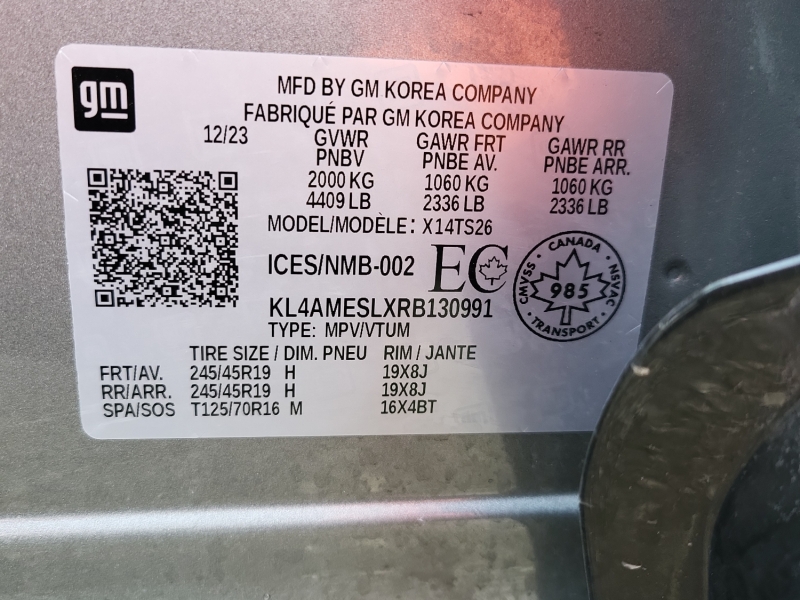 gm
MFD BY GM KOREA COMPANY
FABRIQUÉ PAR GM KOREA COMPANY
12/23 GVWR GAWR FRT GAWR RR
PNBV PNBE AV. PNBE ARR.
2000 KG 1060 KG 1060 KG
4409 LB 2336 LB 2336 LB
MODEL/MODÈLE: X14TS26
ICES/NMB-002 EC
CANADA
CMVSS 985 NSVAC
TRANSPORT
KL4AMESLXRB130991
TYPE: MPV/VTUM
TIRE SIZE / DIM. PNEU RIM / JANTE
FRT/AV. 245/45R19 H 19X8J
RR/ARR. 245/45R19 H 19X8J
SPA/SOS T125/70R16 M 16X4BT